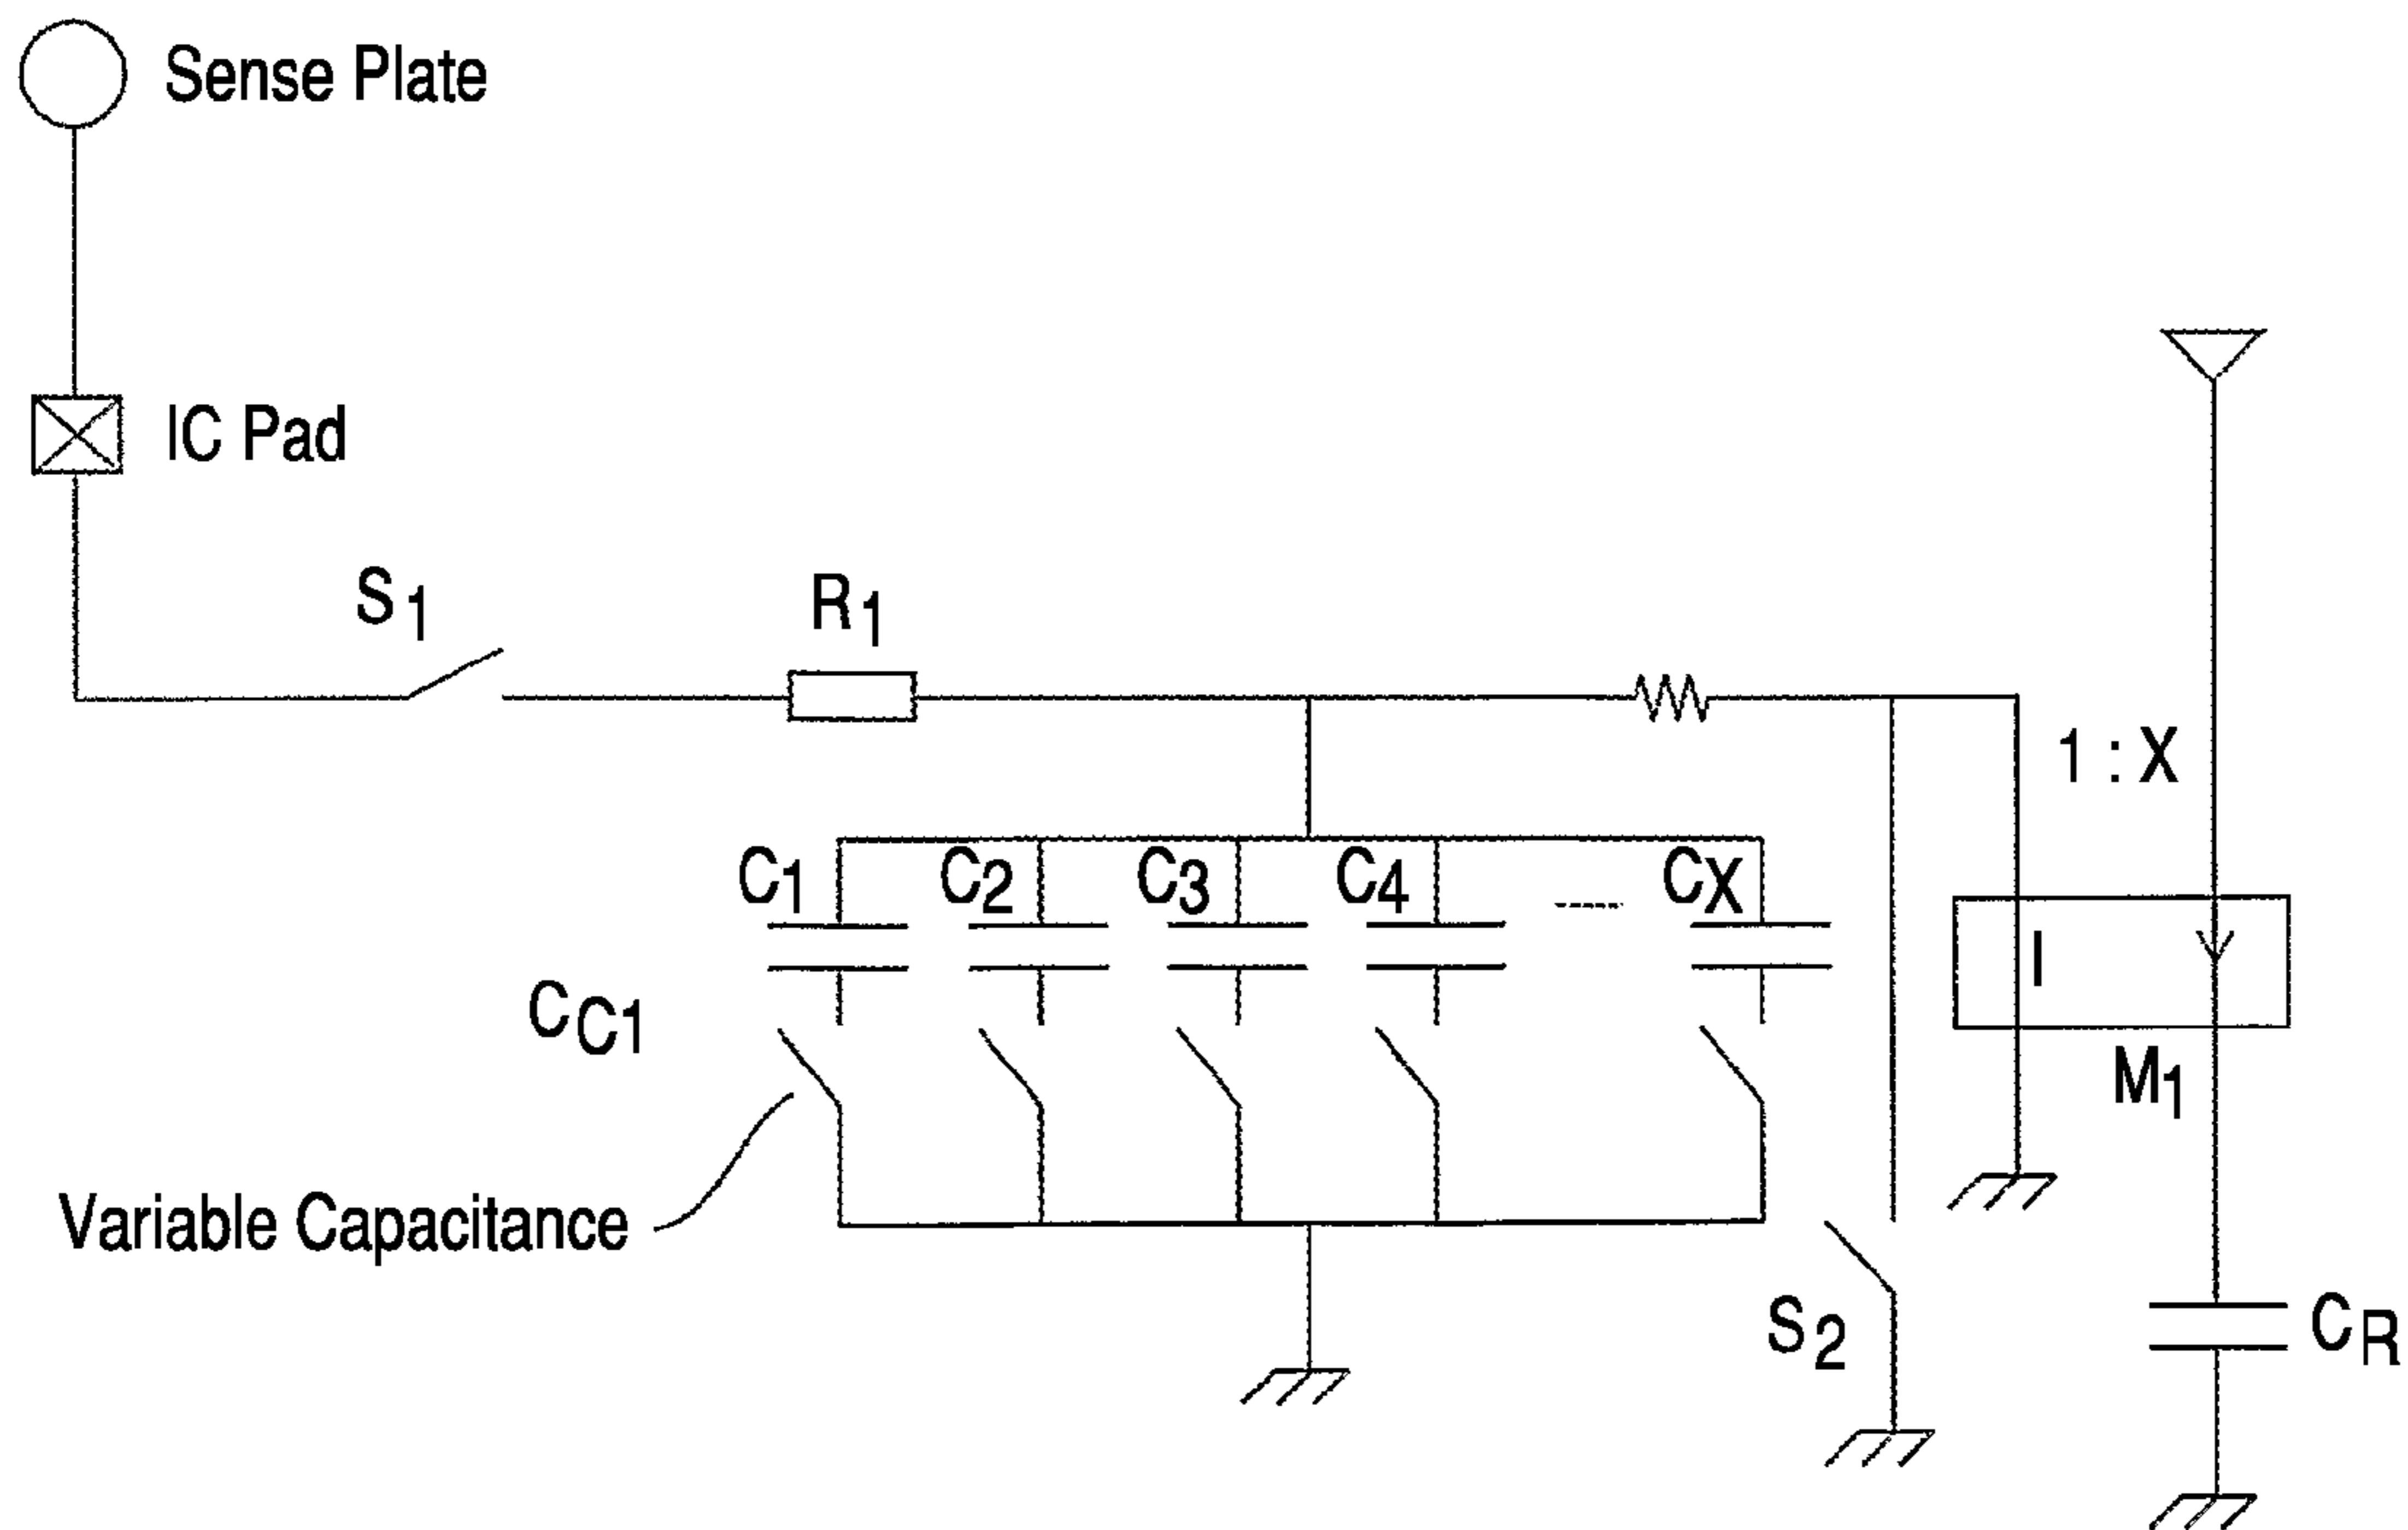 Sense Plate
IC Pad
S1
R1
1 : X
C1 C2 C3 C4 ---- CX
I
CC1
M1
Variable Capacitance
S2
CR